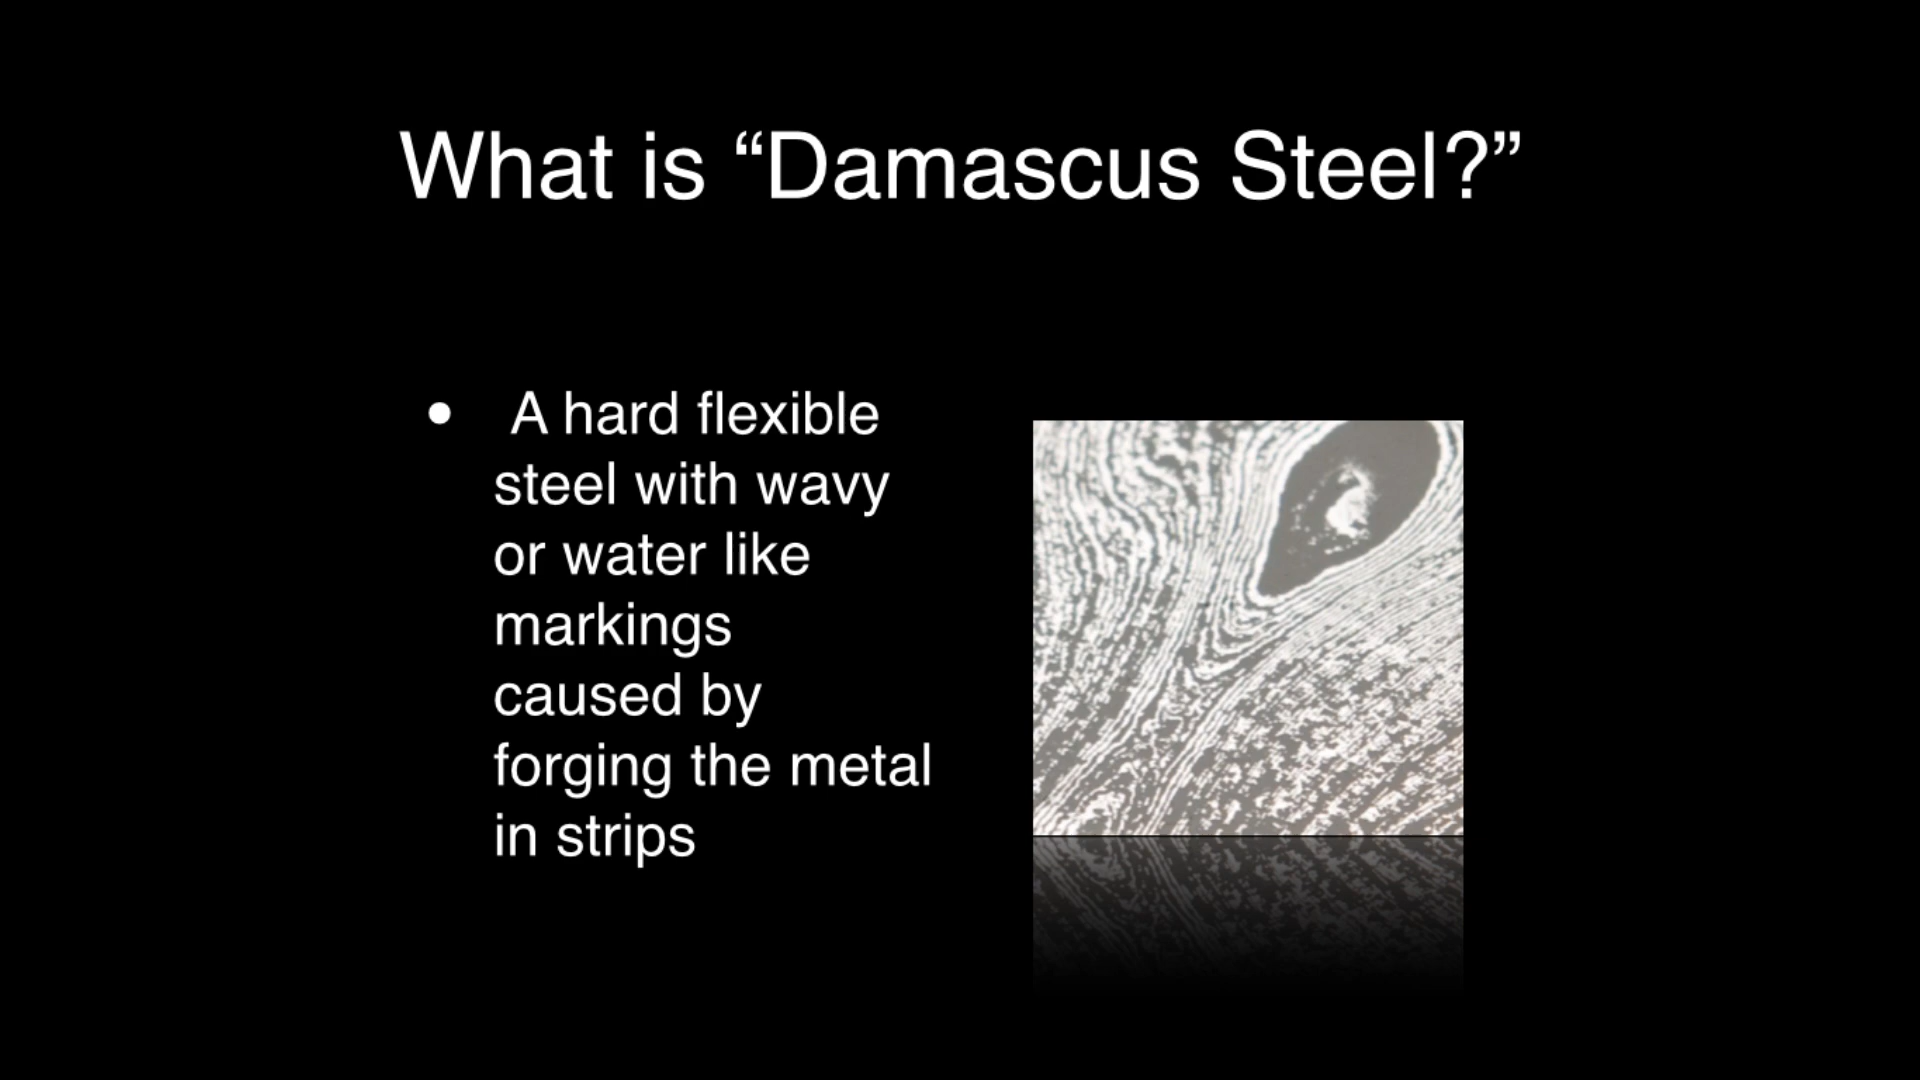 What is “Damascus Steel?”
• A hard flexible
steel with wavy
or water like
markings
caused by
forging the metal
in strips